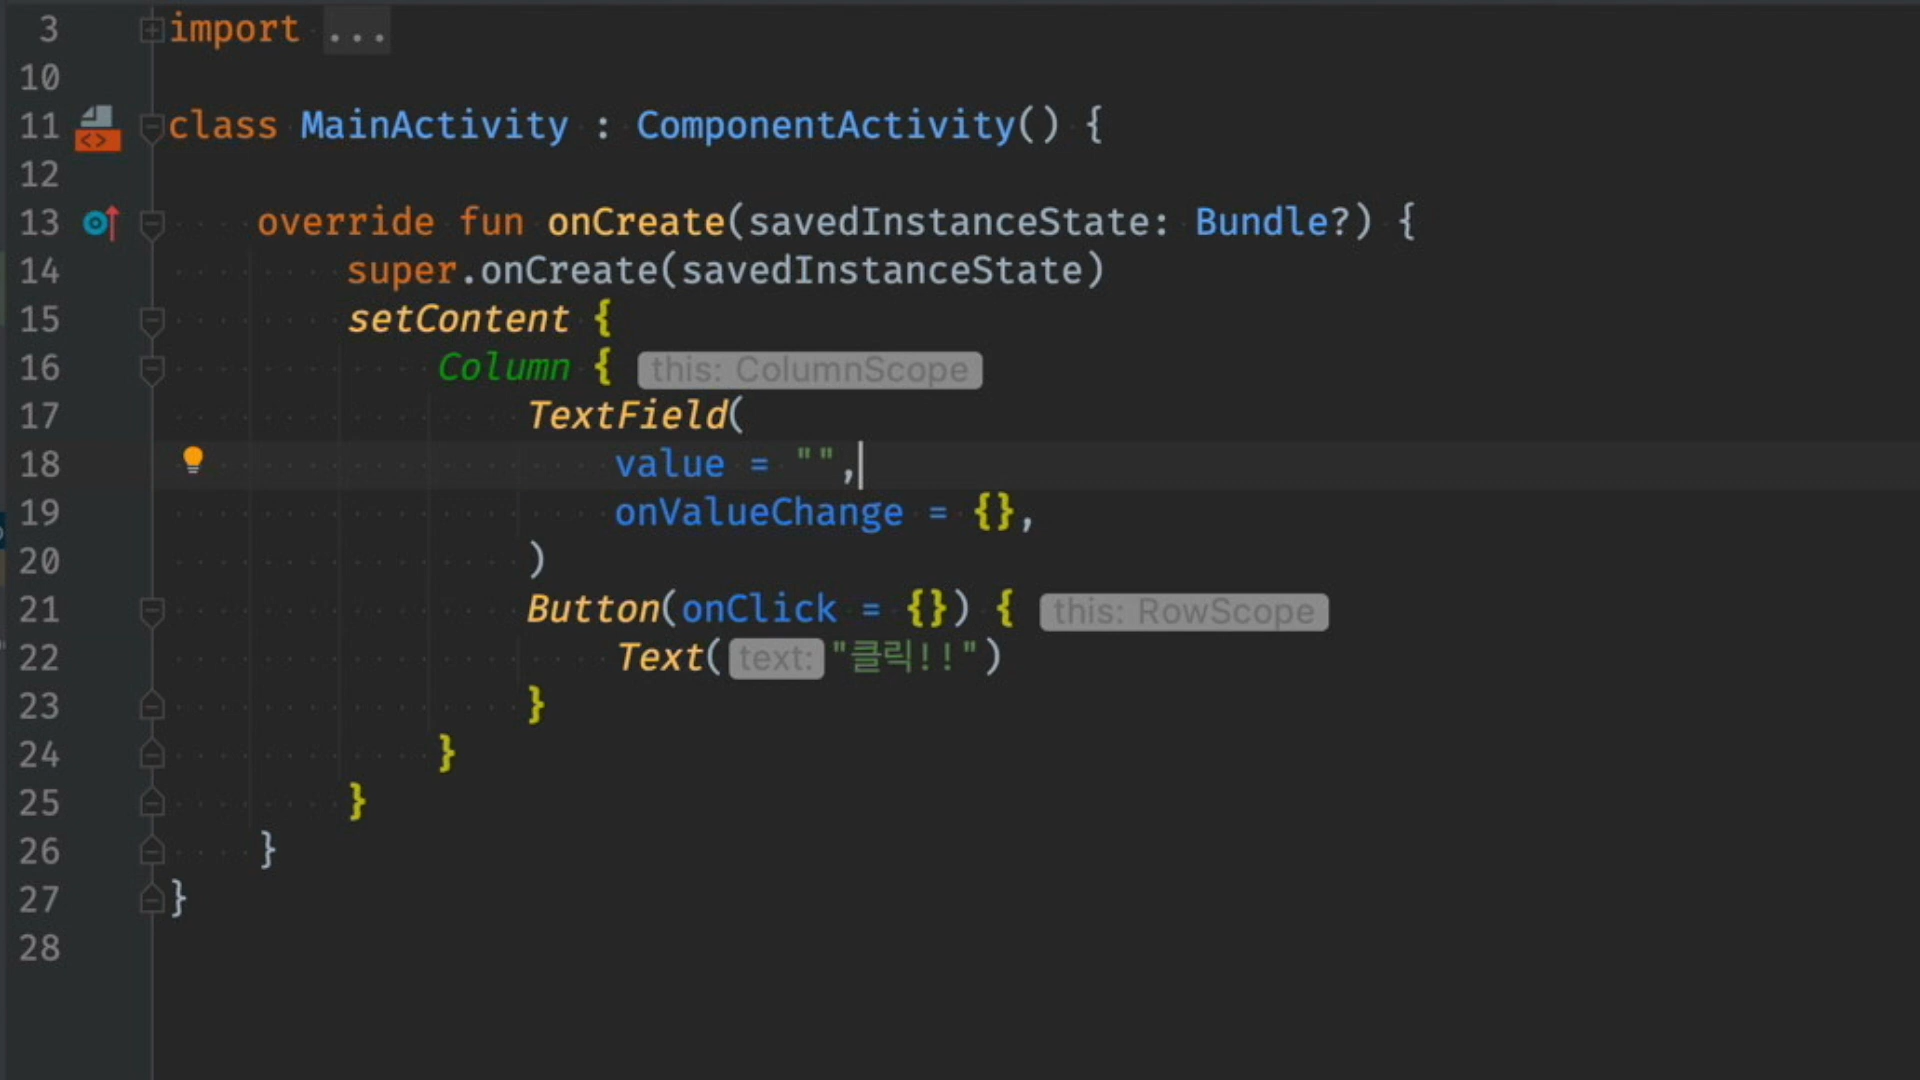 3 import ...
10
11 class MainActivity : ComponentActivity() {
12
13 override fun onCreate(savedInstanceState: Bundle?) {
14 super.onCreate(savedInstanceState)
15 setContent {
16 Column { this: ColumnScope
17 TextField(
18 value = "",
19 onValueChange = {},
20 )
21 Button(onClick = {}) { this: RowScope
22 Text( text: "클릭!!")
23 }
24 }
25 }
26 }
27 }
28